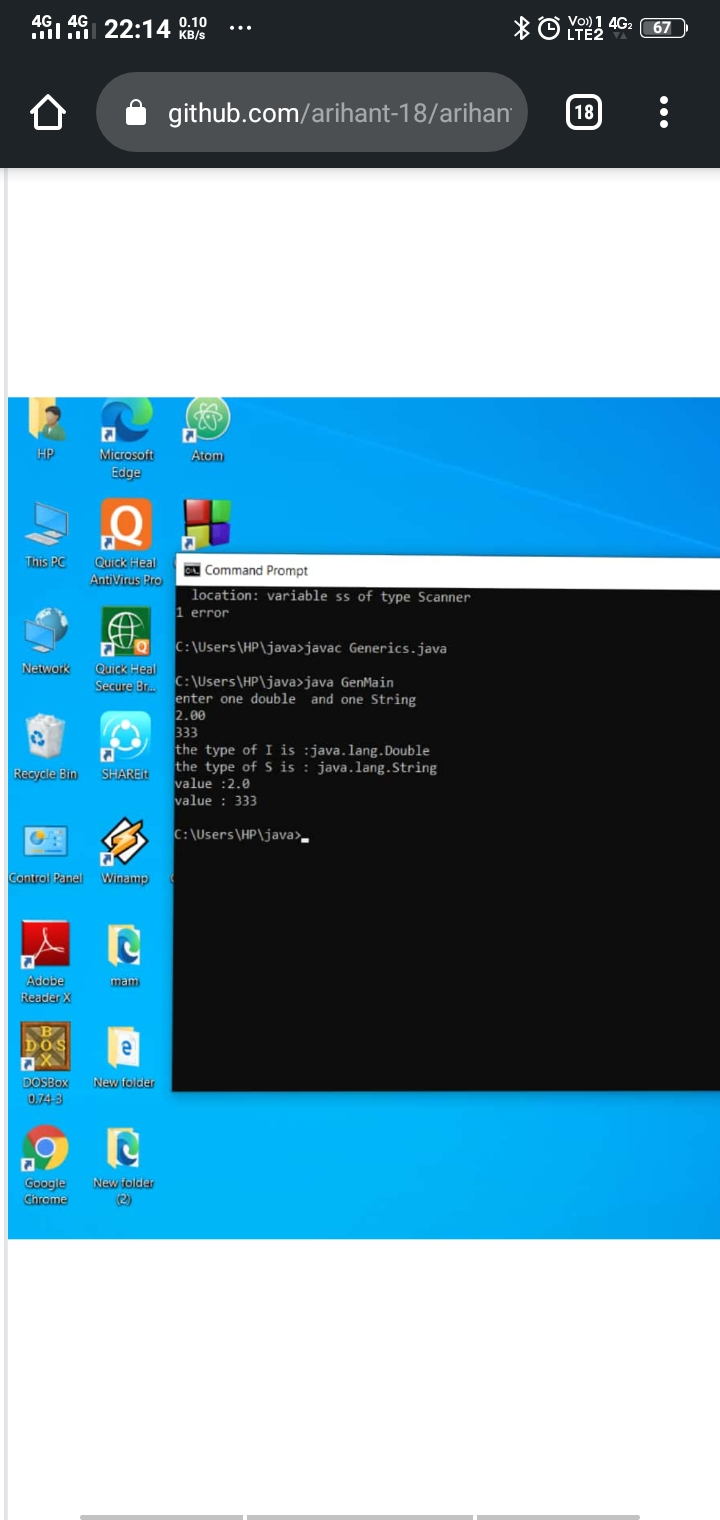 4G 4G 22:14 0.10 KB/s ... Vo)) 1 LTE2 4G2 67
github.com/arihant-18/arihan
18
HP
Microsoft
Edge
Atom
This PC
Quick Heal
AntiVirus Pro
Network
Quick Heal
Secure Br...
Recycle Bin
SHAREit
Control Panel
Winamp
Adobe
Reader X
mam
DOSBox
0.74-3
New folder
Google
Chrome
New folder
(2)
Command Prompt
location: variable ss of type Scanner
1 error
C:\Users\HP\java>javac Generics.java
C:\Users\HP\java>java GenMain
enter one double  and one String
2.00
333
the type of I is :java.lang.Double
the type of S is : java.lang.String
value :2.0
value : 333
C:\Users\HP\java>